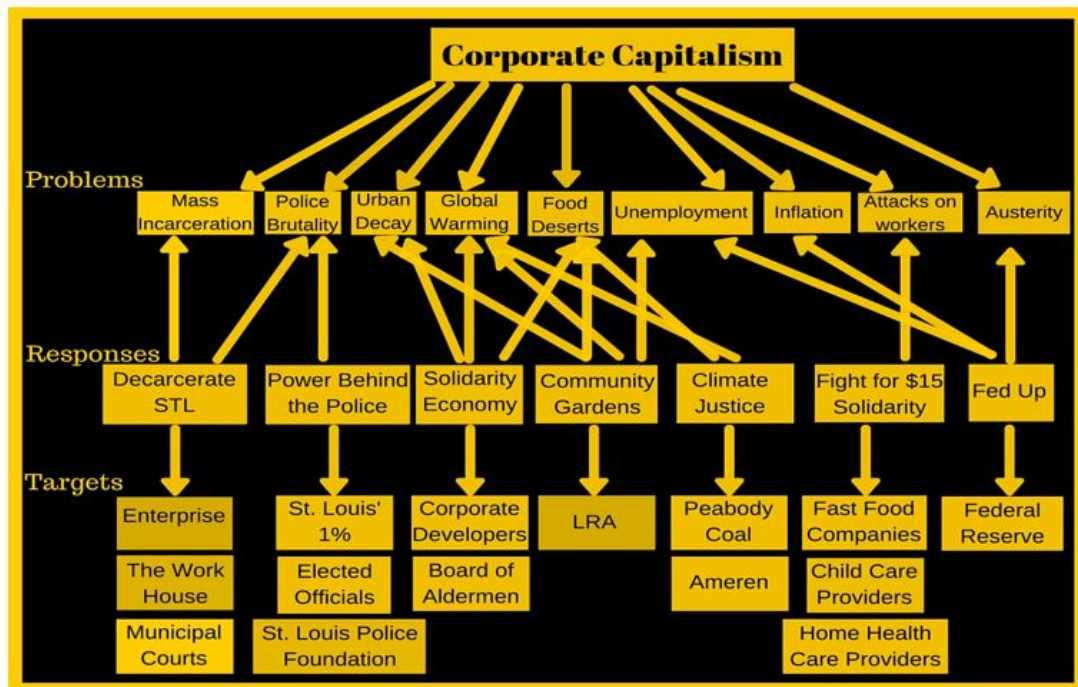 Corporate Capitalism
Problems
Mass
Incarceration
Police
Brutality
Urban
Decay
Global
Warming
Food
Deserts
Unemployment
Inflation
Attacks on
workers
Austerity
Responses
Decarcerate
STL
Power Behind
the Police
Solidarity
Economy
Community
Gardens
Climate
Justice
Fight for $15
Solidarity
Fed Up
Targets
Enterprise
St. Louis'
1%
Corporate
Developers
LRA
Peabody
Coal
Fast Food
Companies
Federal
Reserve
The Work
House
Elected
Officials
Board of
Aldermen
Ameren
Child Care
Providers
Municipal
Courts
St. Louis Police
Foundation
Home Health
Care Providers